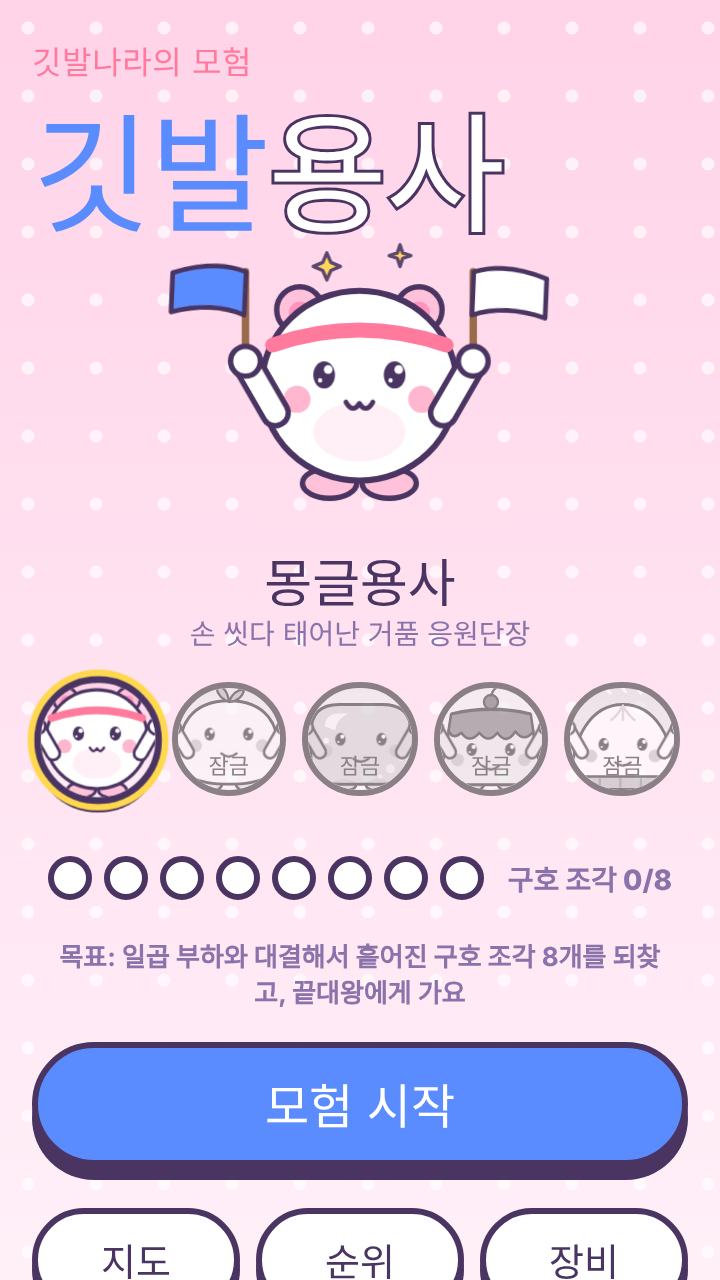 깃발나라의 모험
깃발용사
몽글용사
손 씻다 태어난 거품 응원단장
잠금 잠금 잠금 잠금
구호 조각 0/8
목표: 일곱 부하와 대결해서 흩어진 구호 조각 8개를 되찾
고, 끝대왕에게 가요
모험 시작
지도 순위 장비